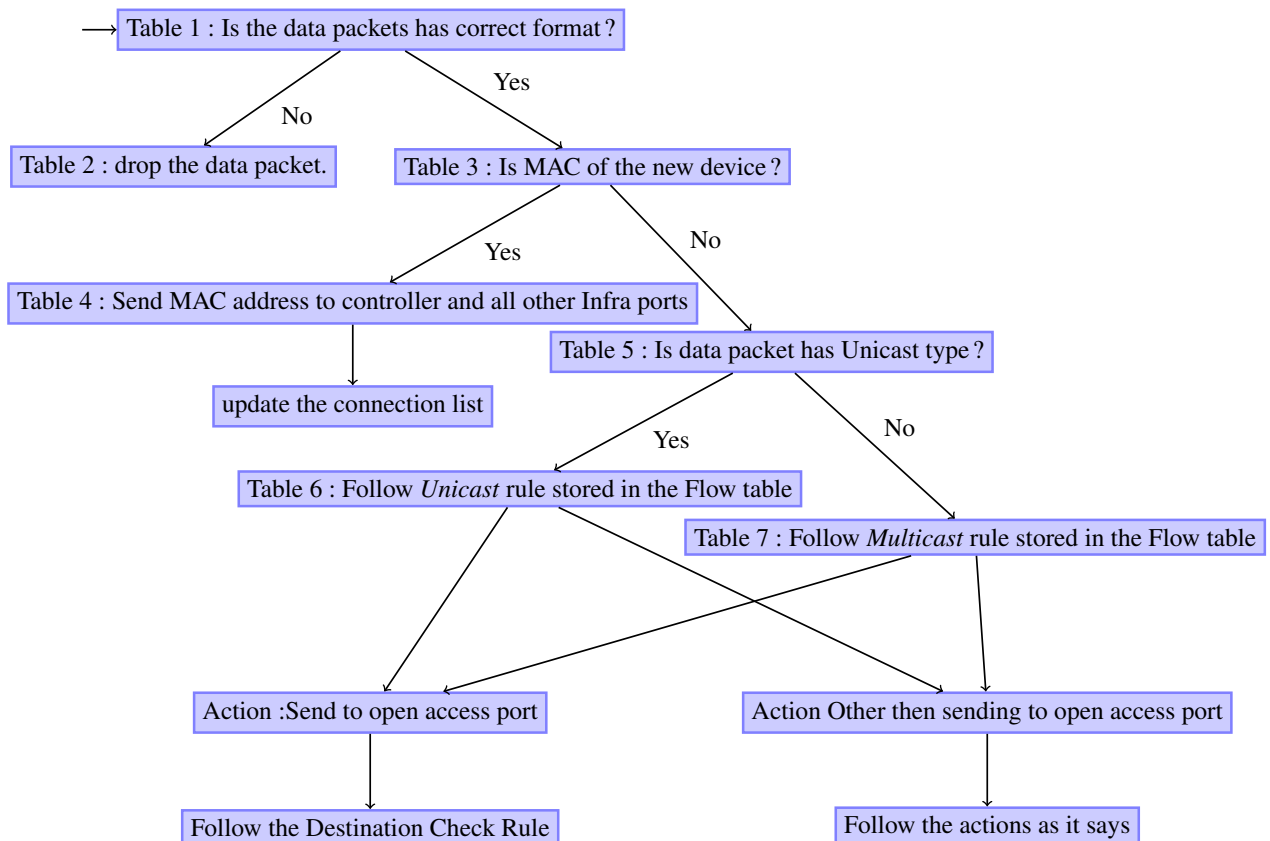 Table 1 : Is the data packets has correct format ?
Yes
No
Table 2 : drop the data packet.
Table 3 : Is MAC of the new device ?
No
Yes
Table 4 : Send MAC address to controller and all other Infra ports
Table 5 : Is data packet has Unicast type ?
update the connection list
No
Yes
Table 6 : Follow Unicast rule stored in the Flow table
Table 7 : Follow Multicast rule stored in the Flow table
Action :Send to open access port
Action Other then sending to open access port
Follow the Destination Check Rule
Follow the actions as it says